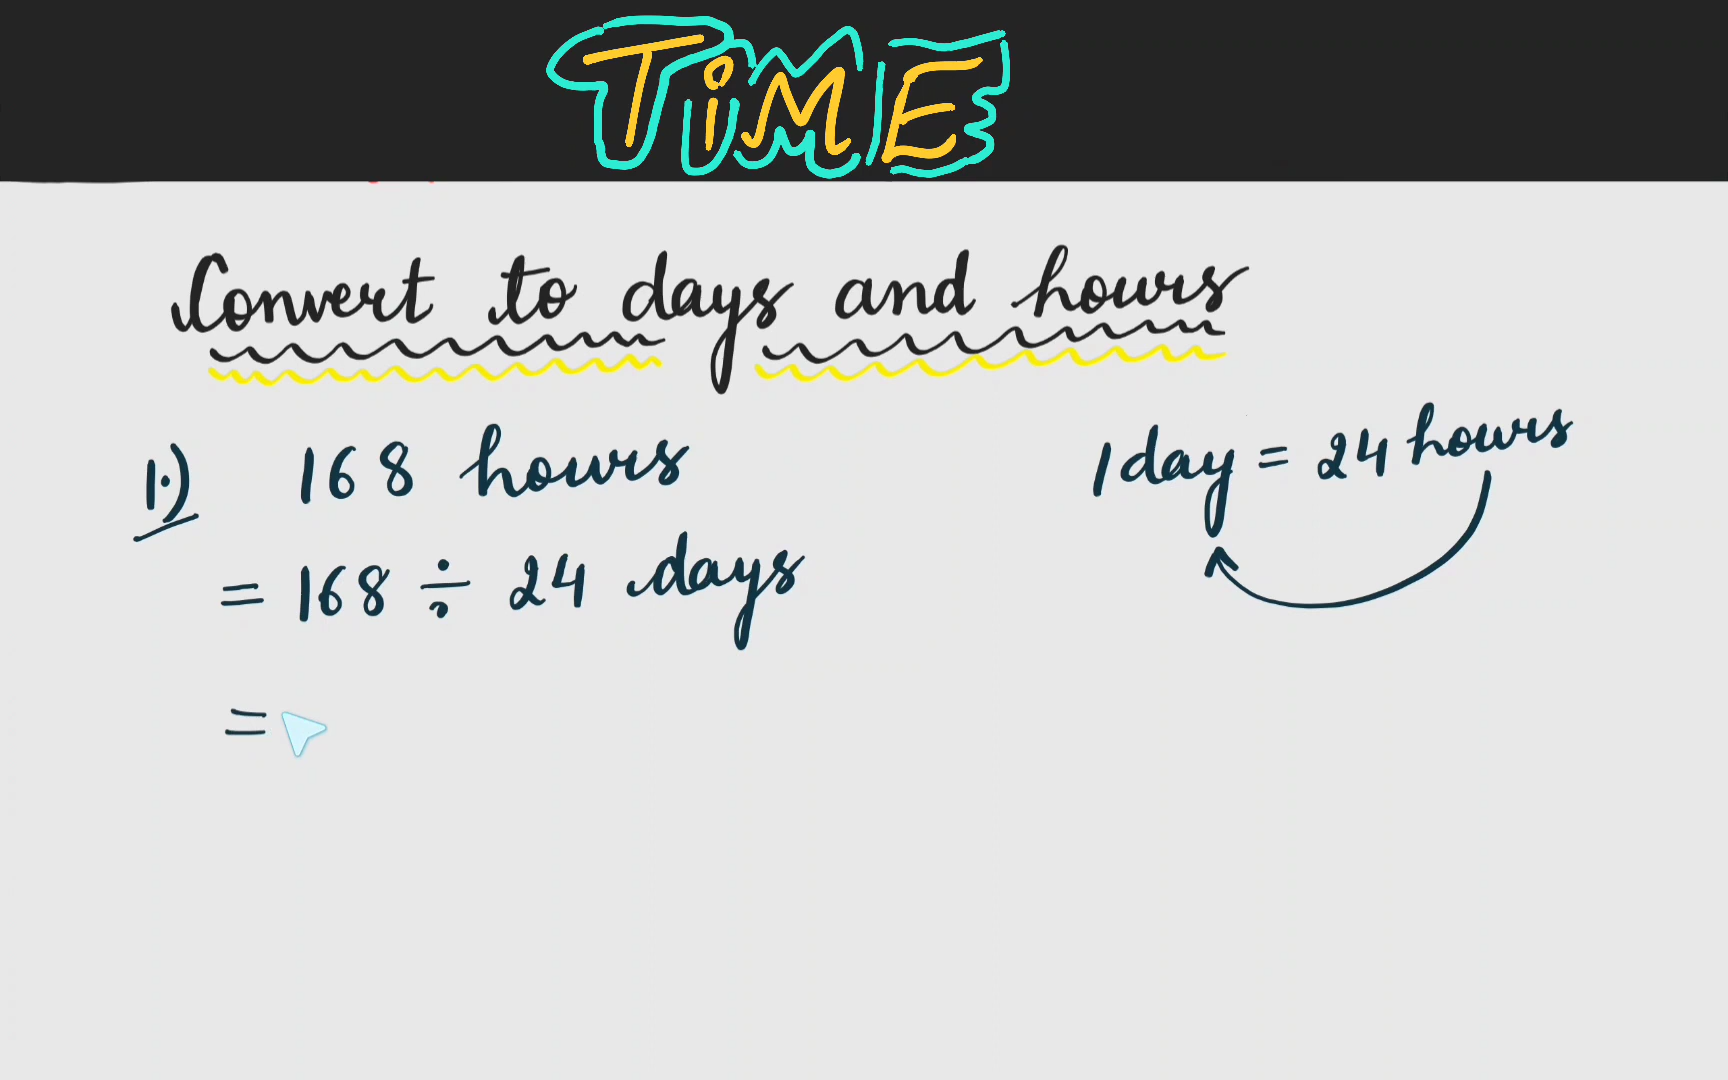 TiME
Convert to days and hours
1.) 168 hours
1 day = 24 hours
= 168 ÷ 24 days
=